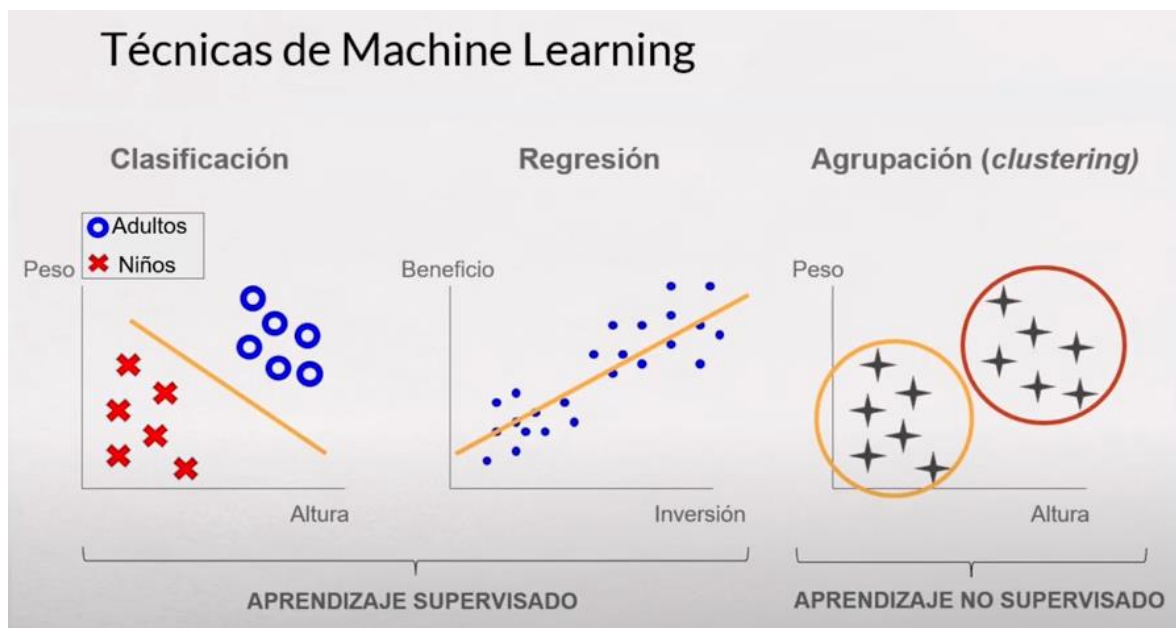 Técnicas de Machine Learning
Clasificación
Regresión
Agrupación (clustering)
Adultos
Niños
Peso
Altura
Beneficio
Inversión
Peso
Altura
APRENDIZAJE SUPERVISADO
APRENDIZAJE NO SUPERVISADO